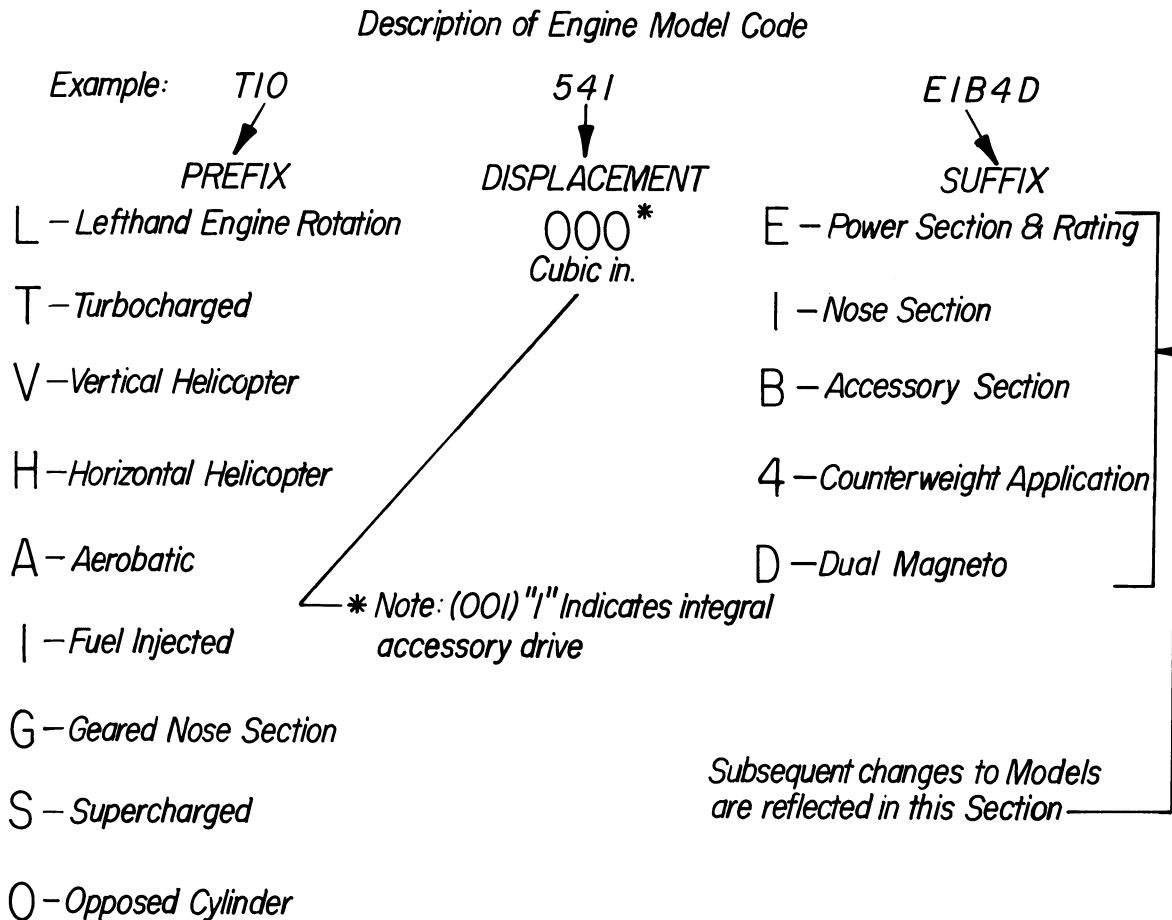 Description of Engine Model Code
Example: TIO 541 E1B4D
PREFIX DISPLACEMENT SUFFIX
L – Lefthand Engine Rotation
T – Turbocharged
V – Vertical Helicopter
H – Horizontal Helicopter
A – Aerobatic
I – Fuel Injected
G – Geared Nose Section
S – Supercharged
O – Opposed Cylinder
000*
Cubic in.
* Note: (001) "1" Indicates integral
accessory drive
E – Power Section & Rating
1 – Nose Section
B – Accessory Section
4 – Counterweight Application
D – Dual Magneto
Subsequent changes to Models
are reflected in this Section